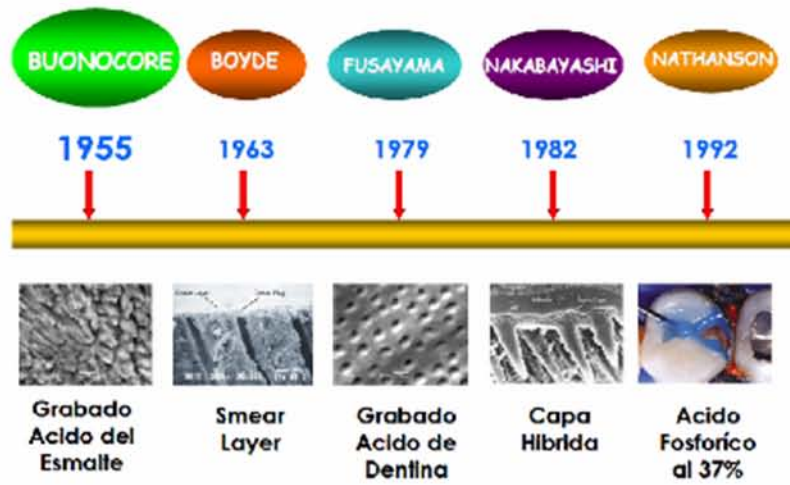 BUONOCORE
BOYDE
FUSAYAMA
NAKABAYASHI
NATHANSON
1955
1963
1979
1982
1992
Grabado
Acido del
Esmalte
Smear
Layer
Grabado
Acido de
Dentina
Capa
Hibrida
Acido
Fosforíco
al 37%